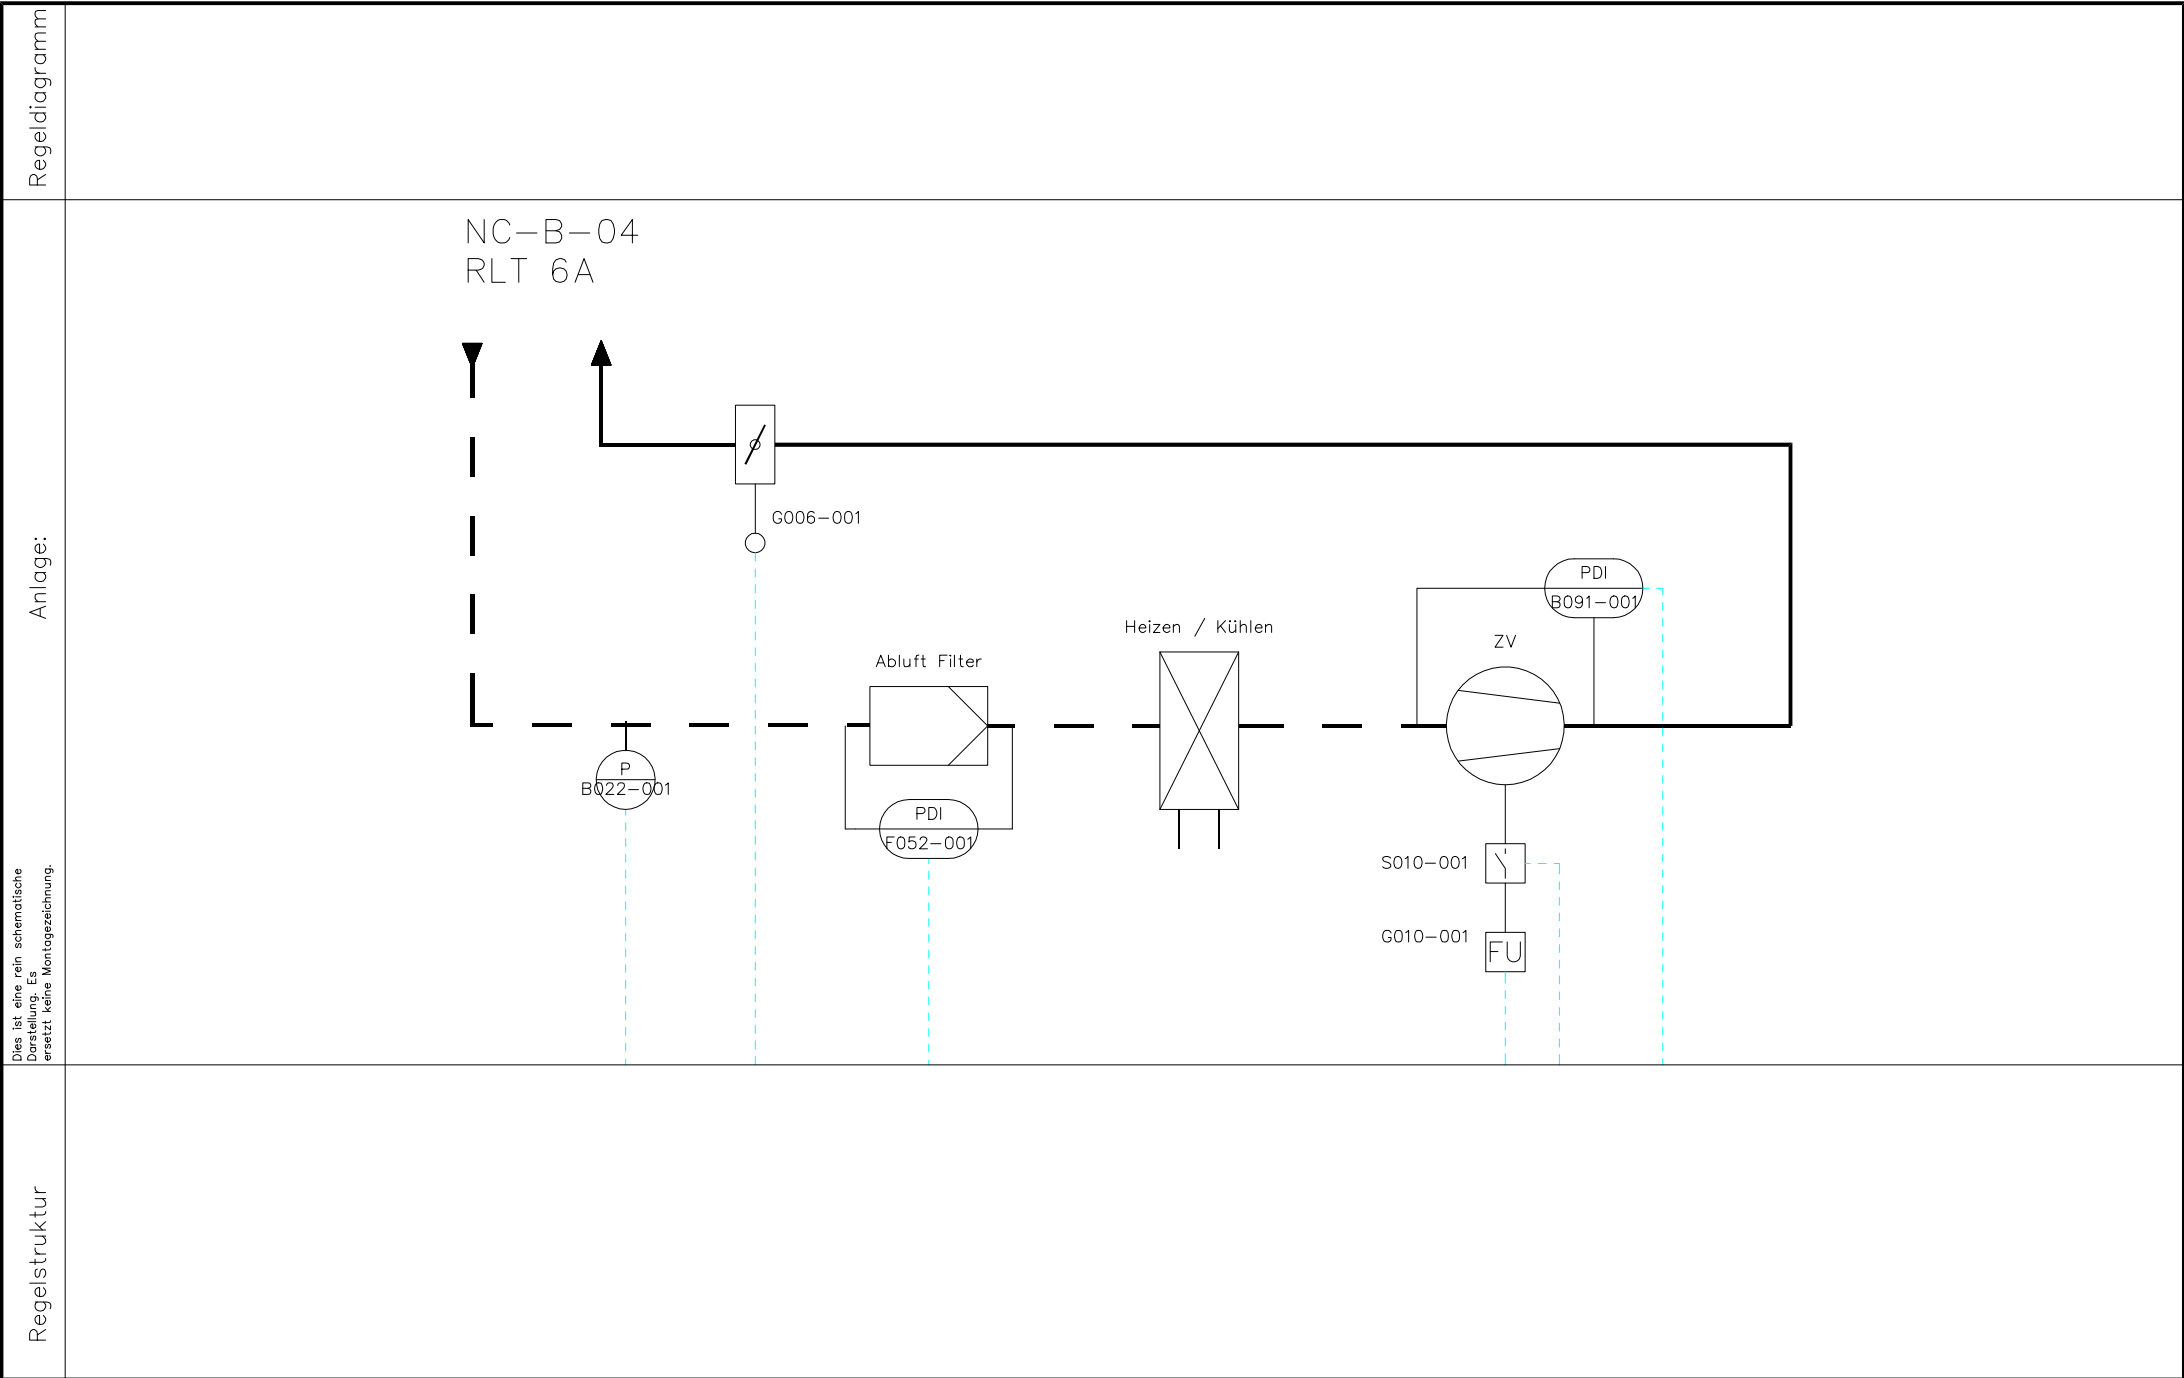 Regeldiagramm
NC-B-04
RLT 6A
Anlage:
G006-001
PDI
B091-001
Heizen / Kühlen
ZV
Abluft Filter
P
B022-001
PDI
F052-001
S010-001
G010-001
FU
Dies ist eine rein schematische
Darstellung. Es
ersetzt keine Montagezeichnung.
Regelstruktur